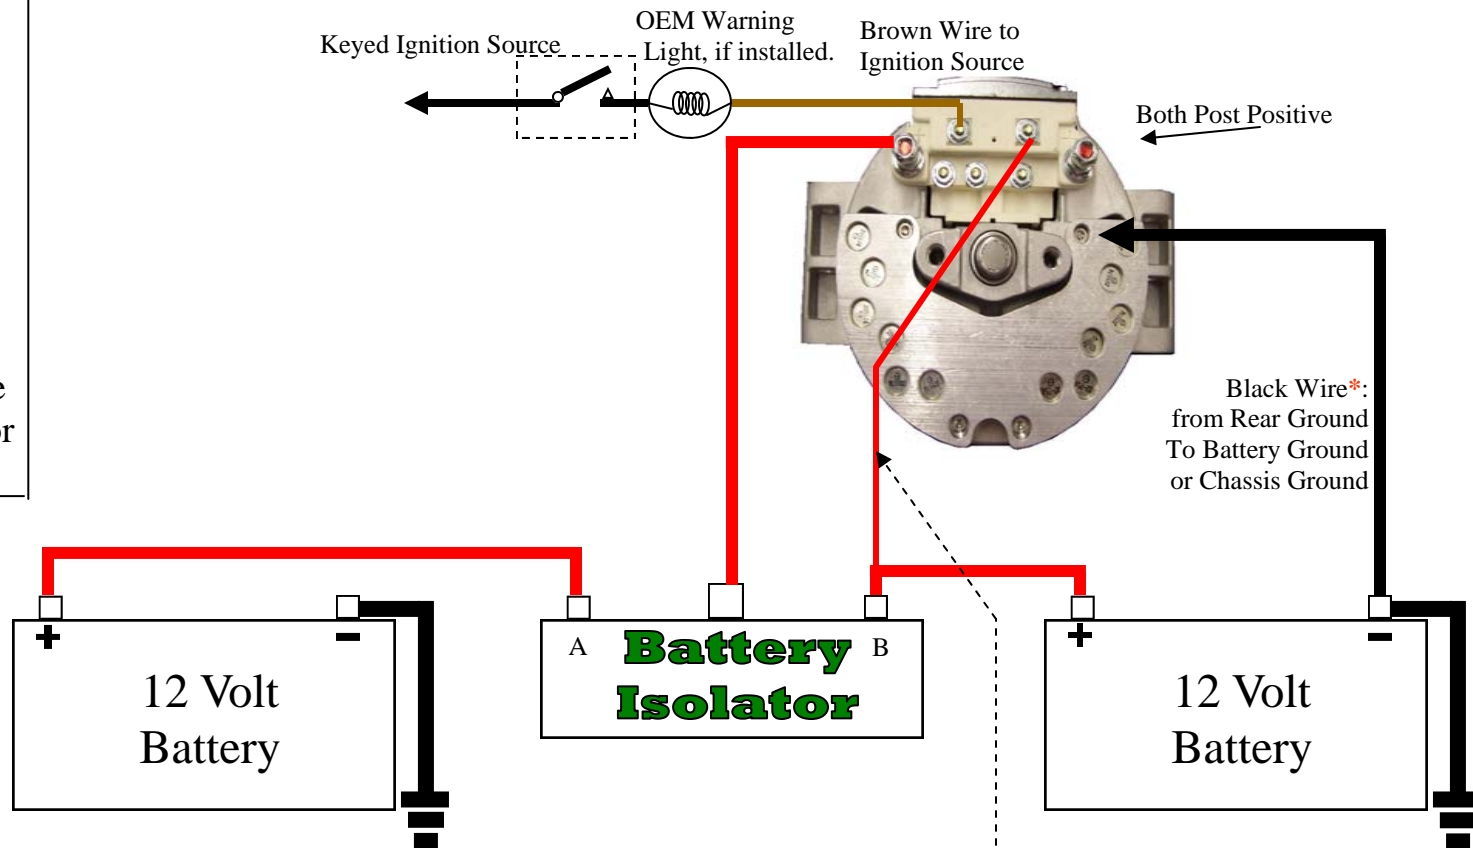 Keyed Ignition Source
OEM Warning
Light, if installed.
Brown Wire to
Ignition Source
Both Post Positive
or
Black Wire*:
from Rear Ground
To Battery Ground
or Chassis Ground
+
−
12 Volt
Battery
A
Battery
Isolator
B
+
−
12 Volt
Battery